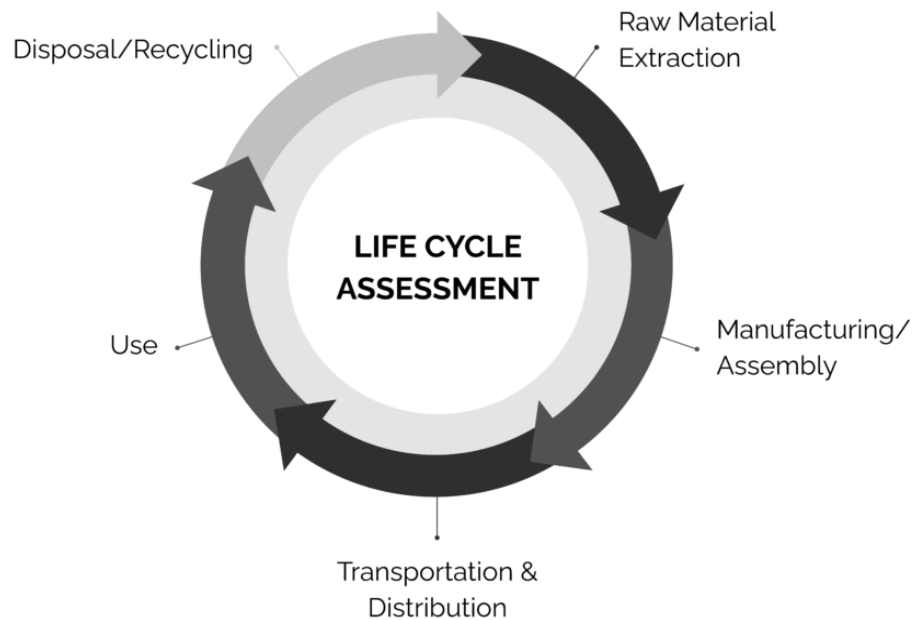 Disposal/Recycling
Raw Material
Extraction
LIFE CYCLE
ASSESSMENT
Use
Manufacturing/
Assembly
Transportation &
Distribution